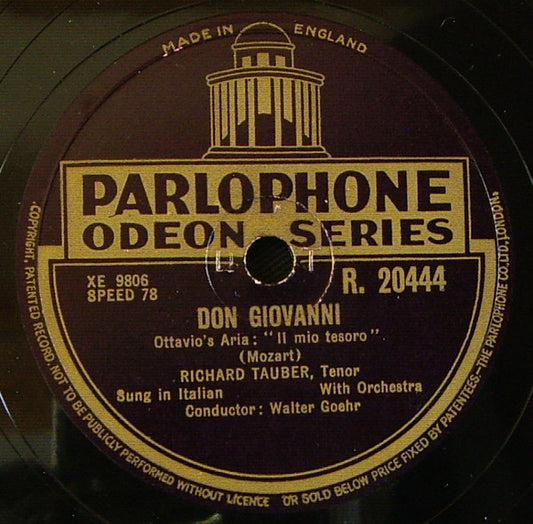 MADE IN ENGLAND
PARLOPHONE
ODEON SERIES
XE 9806
SPEED 78
R. 20444
DON GIOVANNI
Ottavio's Aria: "Il mio tesoro"
(Mozart)
RICHARD TAUBER, Tenor
Sung in Italian With Orchestra
Conductor: Walter Goehr
COPYRIGHT, PATENTED RECORD, NOT TO BE PUBLICLY PERFORMED WITHOUT LICENCE OR SOLD BELOW PRICE FIXED BY PATENTEES.-THE PARLOPHONE CO. LTD., LONDON.